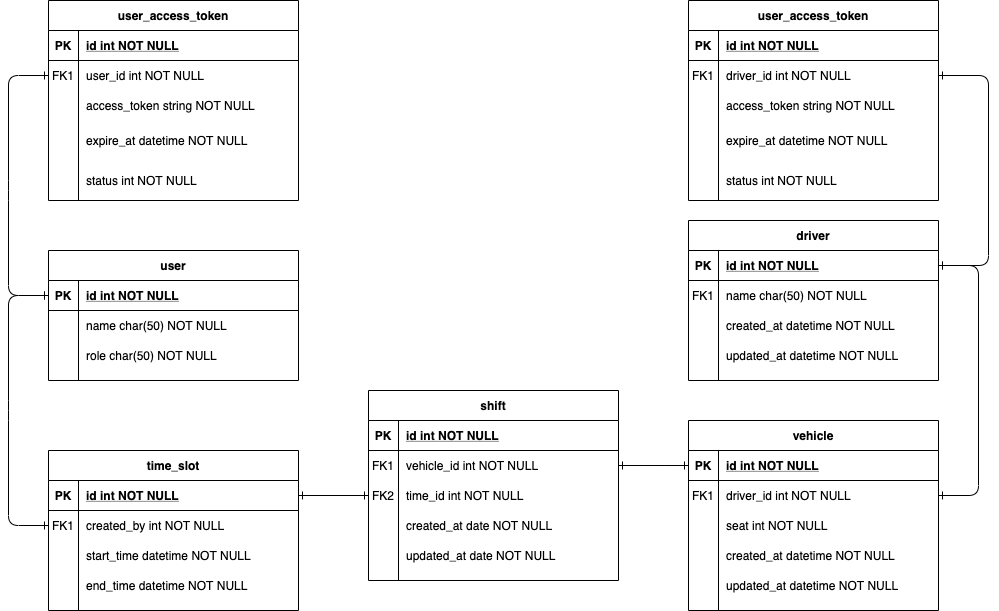 user_access_token
PK id int NOT NULL
FK1 user_id int NOT NULL
access_token string NOT NULL
expire_at datetime NOT NULL
status int NOT NULL
user_access_token
PK id int NOT NULL
FK1 driver_id int NOT NULL
access_token string NOT NULL
expire_at datetime NOT NULL
status int NOT NULL
user
PK id int NOT NULL
name char(50) NOT NULL
role char(50) NOT NULL
driver
PK id int NOT NULL
FK1 name char(50) NOT NULL
created_at datetime NOT NULL
updated_at datetime NOT NULL
time_slot
PK id int NOT NULL
FK1 created_by int NOT NULL
start_time datetime NOT NULL
end_time datetime NOT NULL
shift
PK id int NOT NULL
FK1 vehicle_id int NOT NULL
FK2 time_id int NOT NULL
created_at date NOT NULL
updated_at date NOT NULL
vehicle
PK id int NOT NULL
FK1 driver_id int NOT NULL
seat int NOT NULL
created_at datetime NOT NULL
updated_at datetime NOT NULL